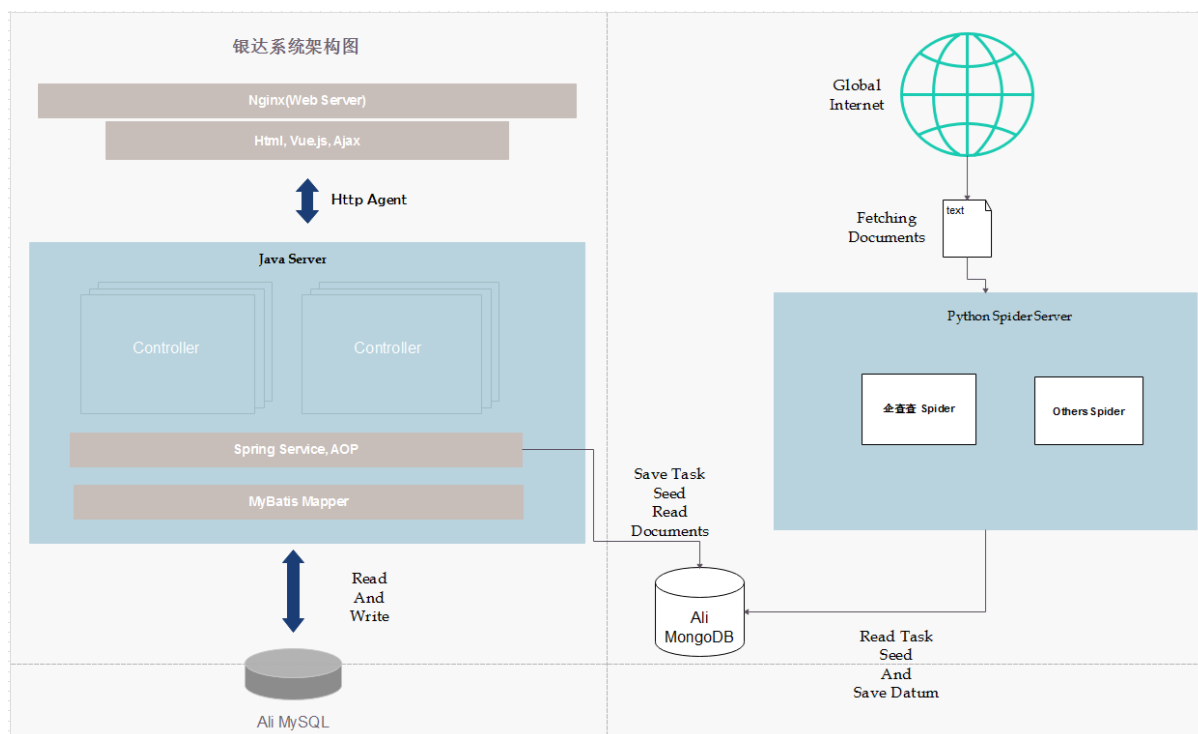 银达系统架构图
Nginx(Web Server)
Html, Vue.js, Ajax
Http Agent
Java Server
Controller
Controller
Spring Service, AOP
MyBatis Mapper
Read
And
Write
Ali MySQL
Global
Internet
text
Fetching
Documents
Python Spider Server
企查查 Spider
Others Spider
Save Task
Seed
Read
Documents
Ali
MongoDB
Read Task
Seed
And
Save Datum